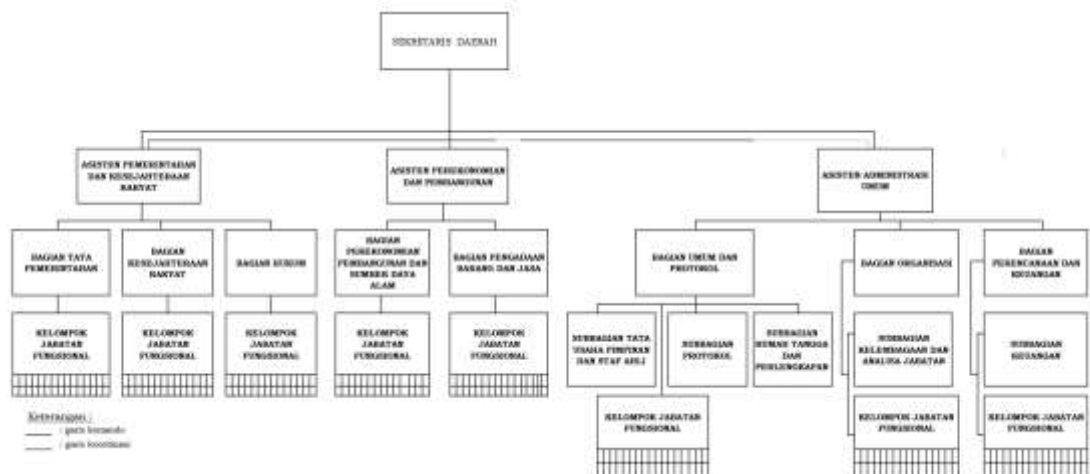 SEKRETARIS DAERAH
ASISTEN PEMERINTAHAN
DAN KESEJAHTERAAN
RAKYAT
ASISTEN PEREKONOMIAN
DAN PEMBANGUNAN
ASISTEN ADMINISTRASI
UMUM
BAGIAN TATA
PEMERINTAHAN
BAGIAN
KESEJAHTERAAN
RAKYAT
BAGIAN HUKUM
BAGIAN
PEREKONOMIAN
PEMBANGUNAN DAN
SUMBER DAYA
ALAM
BAGIAN PENGADAAN
BARANG DAN JASA
BAGIAN UMUM DAN
PROTOKOL
BAGIAN ORGANISASI
BAGIAN
PERENCANAAN DAN
KEUANGAN
KELOMPOK
JABATAN
FUNGSIONAL
KELOMPOK
JABATAN
FUNGSIONAL
KELOMPOK
JABATAN
FUNGSIONAL
KELOMPOK
JABATAN
FUNGSIONAL
KELOMPOK
JABATAN
FUNGSIONAL
SUBBAGIAN TATA
USAHA PIMPINAN
DAN STAF AHLI
SUBBAGIAN
PROTOKOL
SUBBAGIAN
RUMAH TANGGA
DAN
PERLENGKAPAN
SUBBAGIAN
KELEMBAGAAN DAN
ANALISA JABATAN
SUBBAGIAN
KEUANGAN
KELOMPOK JABATAN
FUNGSIONAL
KELOMPOK JABATAN
FUNGSIONAL
KELOMPOK JABATAN
FUNGSIONAL
Keterangan :
: garis komando
: garis koordinasi